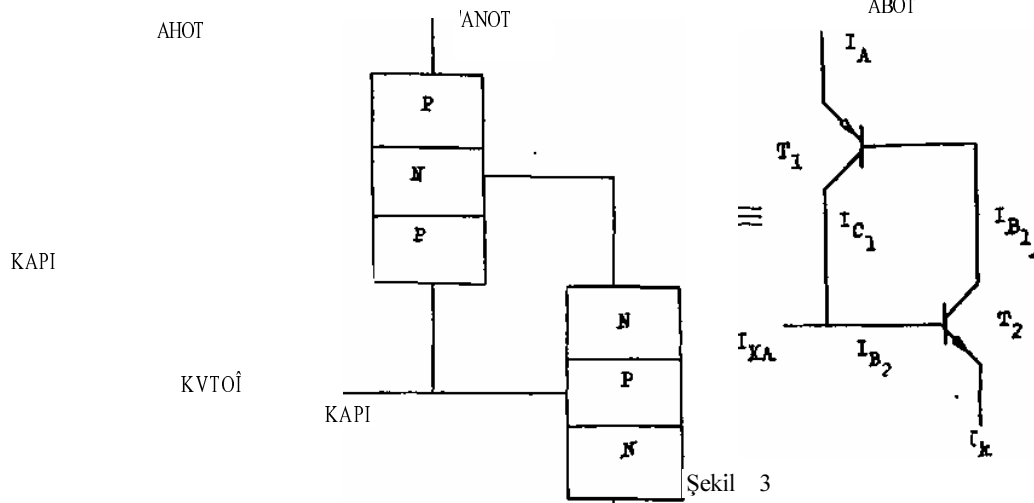 AHOT
'ANOT
ABOT
I_A
P
T_1
N
P
I_C1
I_B1
≡
KAPI
N
T_2
I_KA
I_B2
P
KVTOÎ
KAPI
N
I_k
Şekil 3